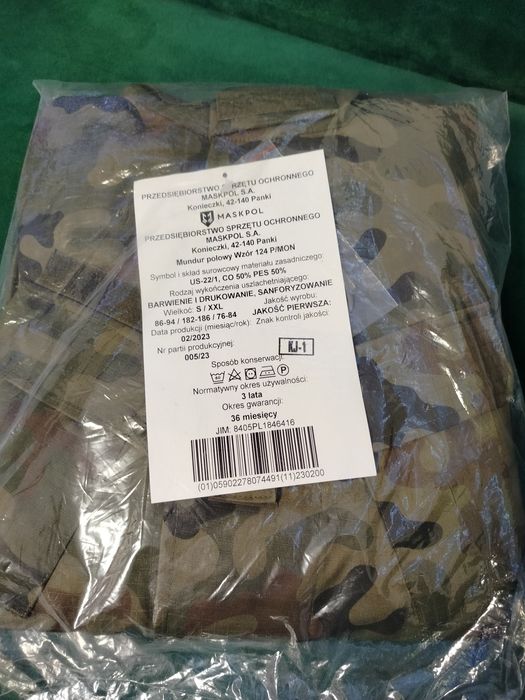 PRZEDSIĘBIORSTWO SPRZĘTU OCHRONNEGO
MASKPOL S.A.
Konieczki, 42-140 Panki
MASKPOL
PRZEDSIĘBIORSTWO SPRZĘTU OCHRONNEGO
MASKPOL S.A.
Konieczki, 42-140 Panki
Mundur polowy Wzór 124 P/MON
Symbol i skład surowcowy materiału zasadniczego:
US-22/1, CO 50% PES 50%
Rodzaj wykończenia uszlachetniającego:
BARWIENIE I DRUKOWANIE, SANFORYZOWANIE
Wielkość: S / XXL Jakość wyrobu:
86-94 / 182-186 / 76-84 JAKOŚĆ PIERWSZA:
Data produkcji (miesiąc/rok): Znak kontroli jakości:
02/2023
Nr partii produkcyjnej: KJ-1
005/23
Sposób konserwacji:
Normatywny okres używalności:
3 lata
Okres gwarancji:
36 miesięcy
JIM: 8405PL1846416
(01)05902278074491(11)230200